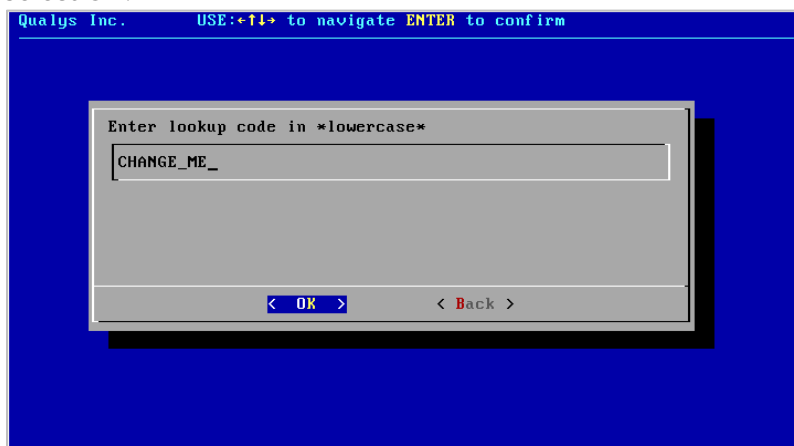 Qualys Inc. USE:←↑↓→ to navigate ENTER to confirm
Enter lookup code in *lowercase*
CHANGE_ME_
< OK > < Back >